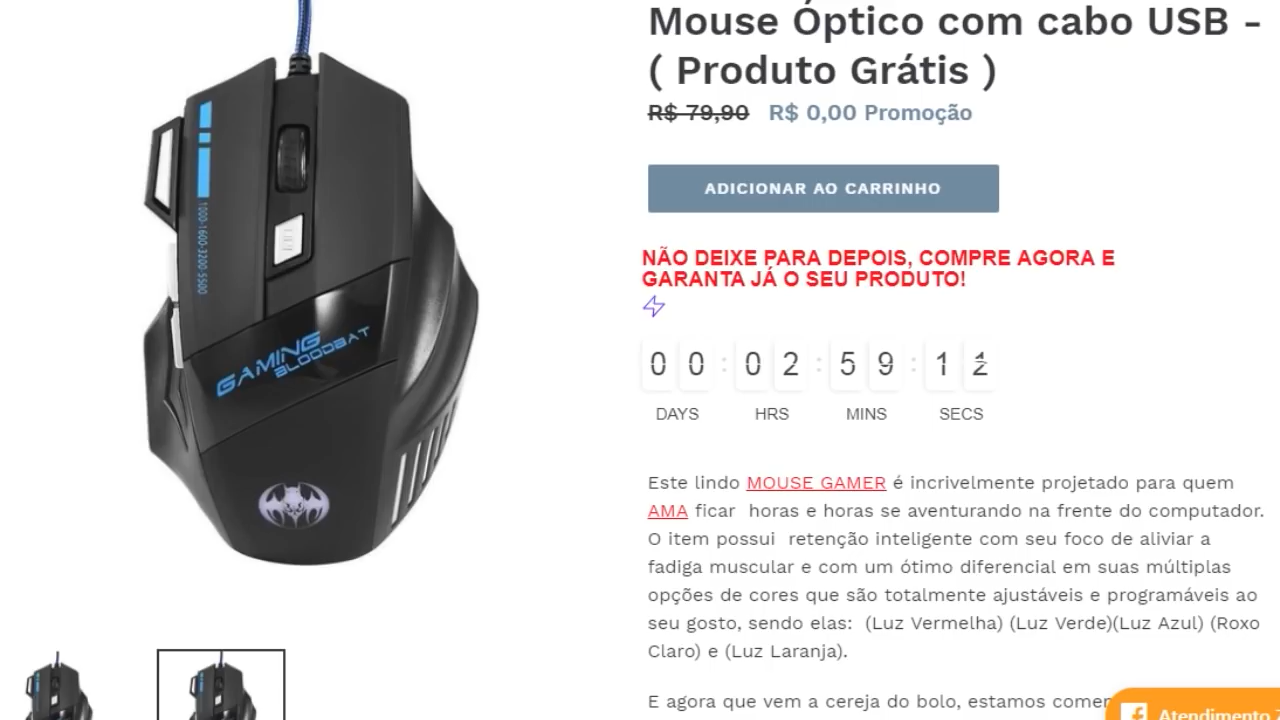 Mouse Óptico com cabo USB -
( Produto Grátis )
R$ 79,90 R$ 0,00 Promoção
ADICIONAR AO CARRINHO
NÃO DEIXE PARA DEPOIS, COMPRE AGORA E
GARANTA JÁ O SEU PRODUTO!
0 0 : 0 2 : 5 9 : 1
DAYS HRS MINS SECS
Este lindo MOUSE GAMER é incrivelmente projetado para quem
AMA ficar horas e horas se aventurando na frente do computador.
O item possui retenção inteligente com seu foco de aliviar a
fadiga muscular e com um ótimo diferencial em suas múltiplas
opções de cores que são totalmente ajustáveis e programáveis ao
seu gosto, sendo elas: (Luz Vermelha) (Luz Verde)(Luz Azul) (Roxo
Claro) e (Luz Laranja).
E agora que vem a cereja do bolo, estamos
Atendimento
1000-1600-3200-5500
GAMING
BLOODBAT